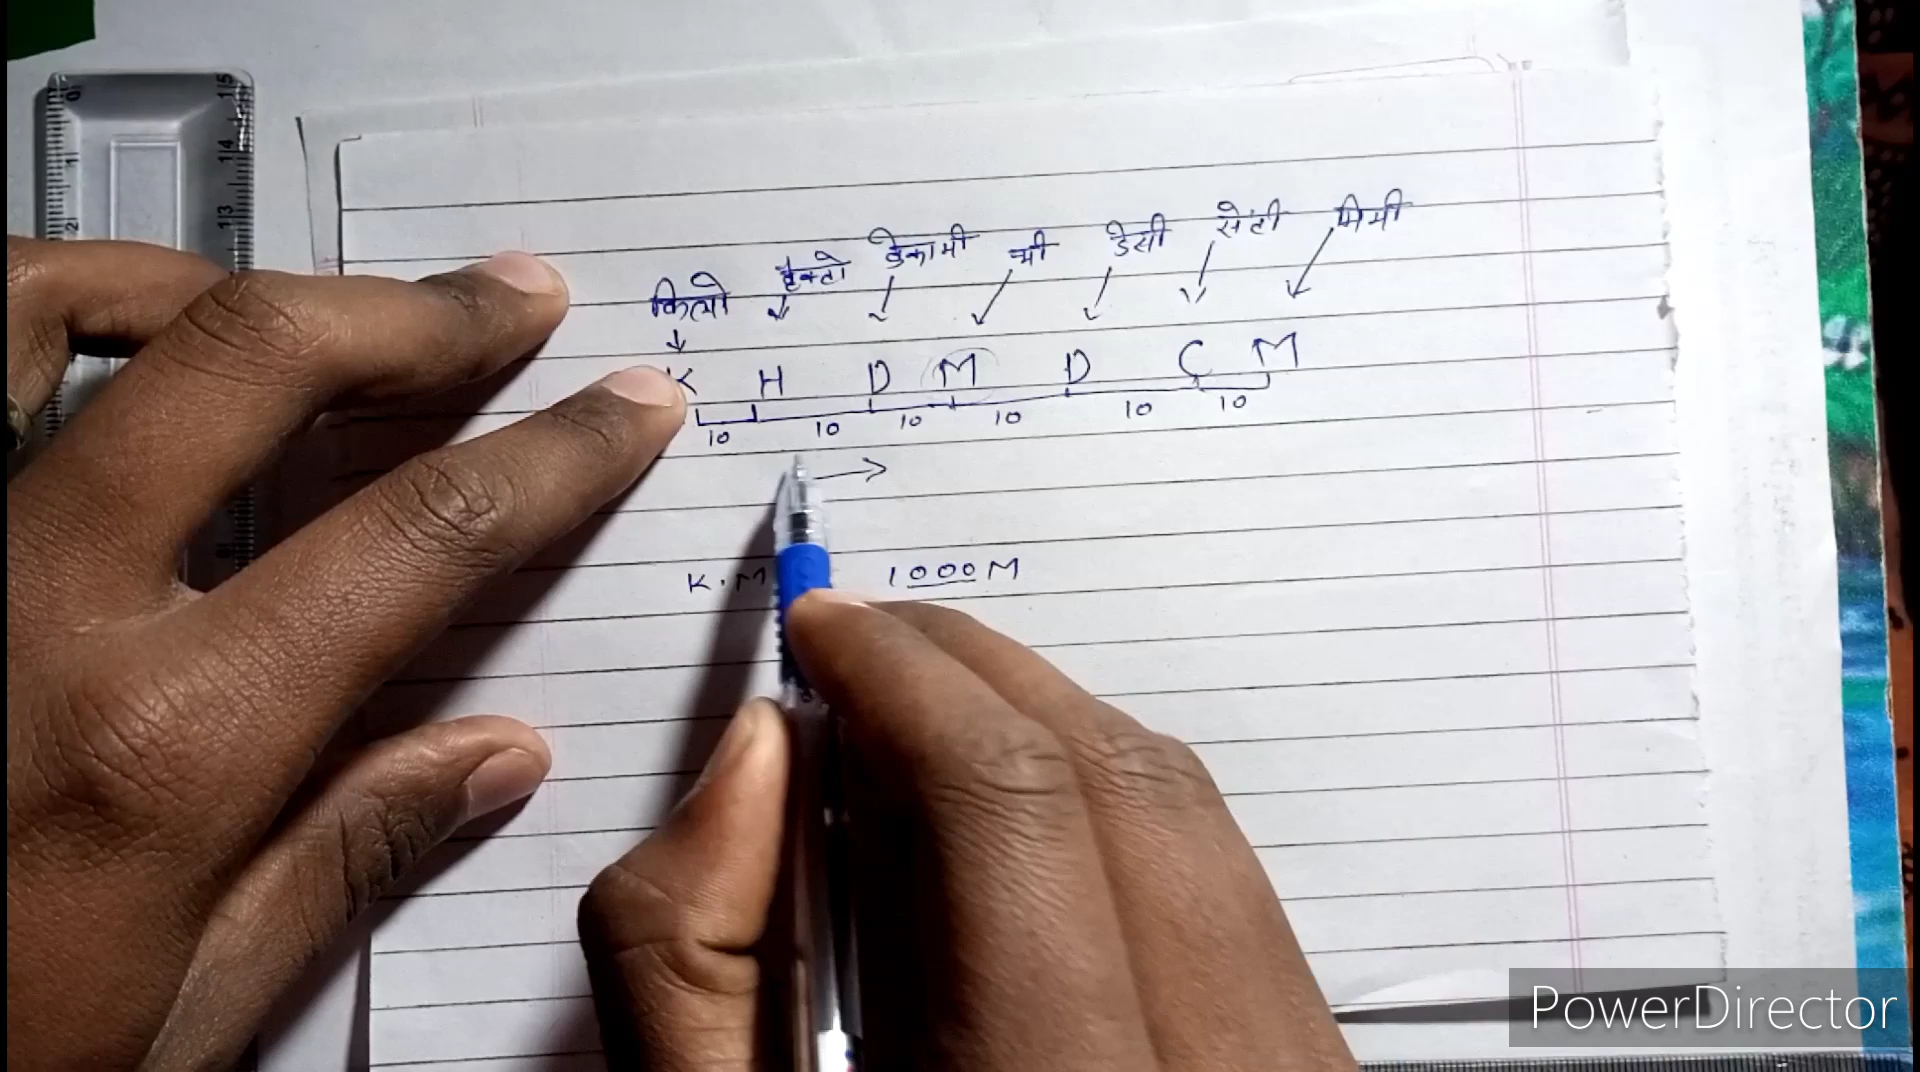 किलो हैक्टो डेकामी मी डेसी सेंटी मिमी
K H D M D C M
10 10 10 10 10 10
K.M 1000M
PowerDirector